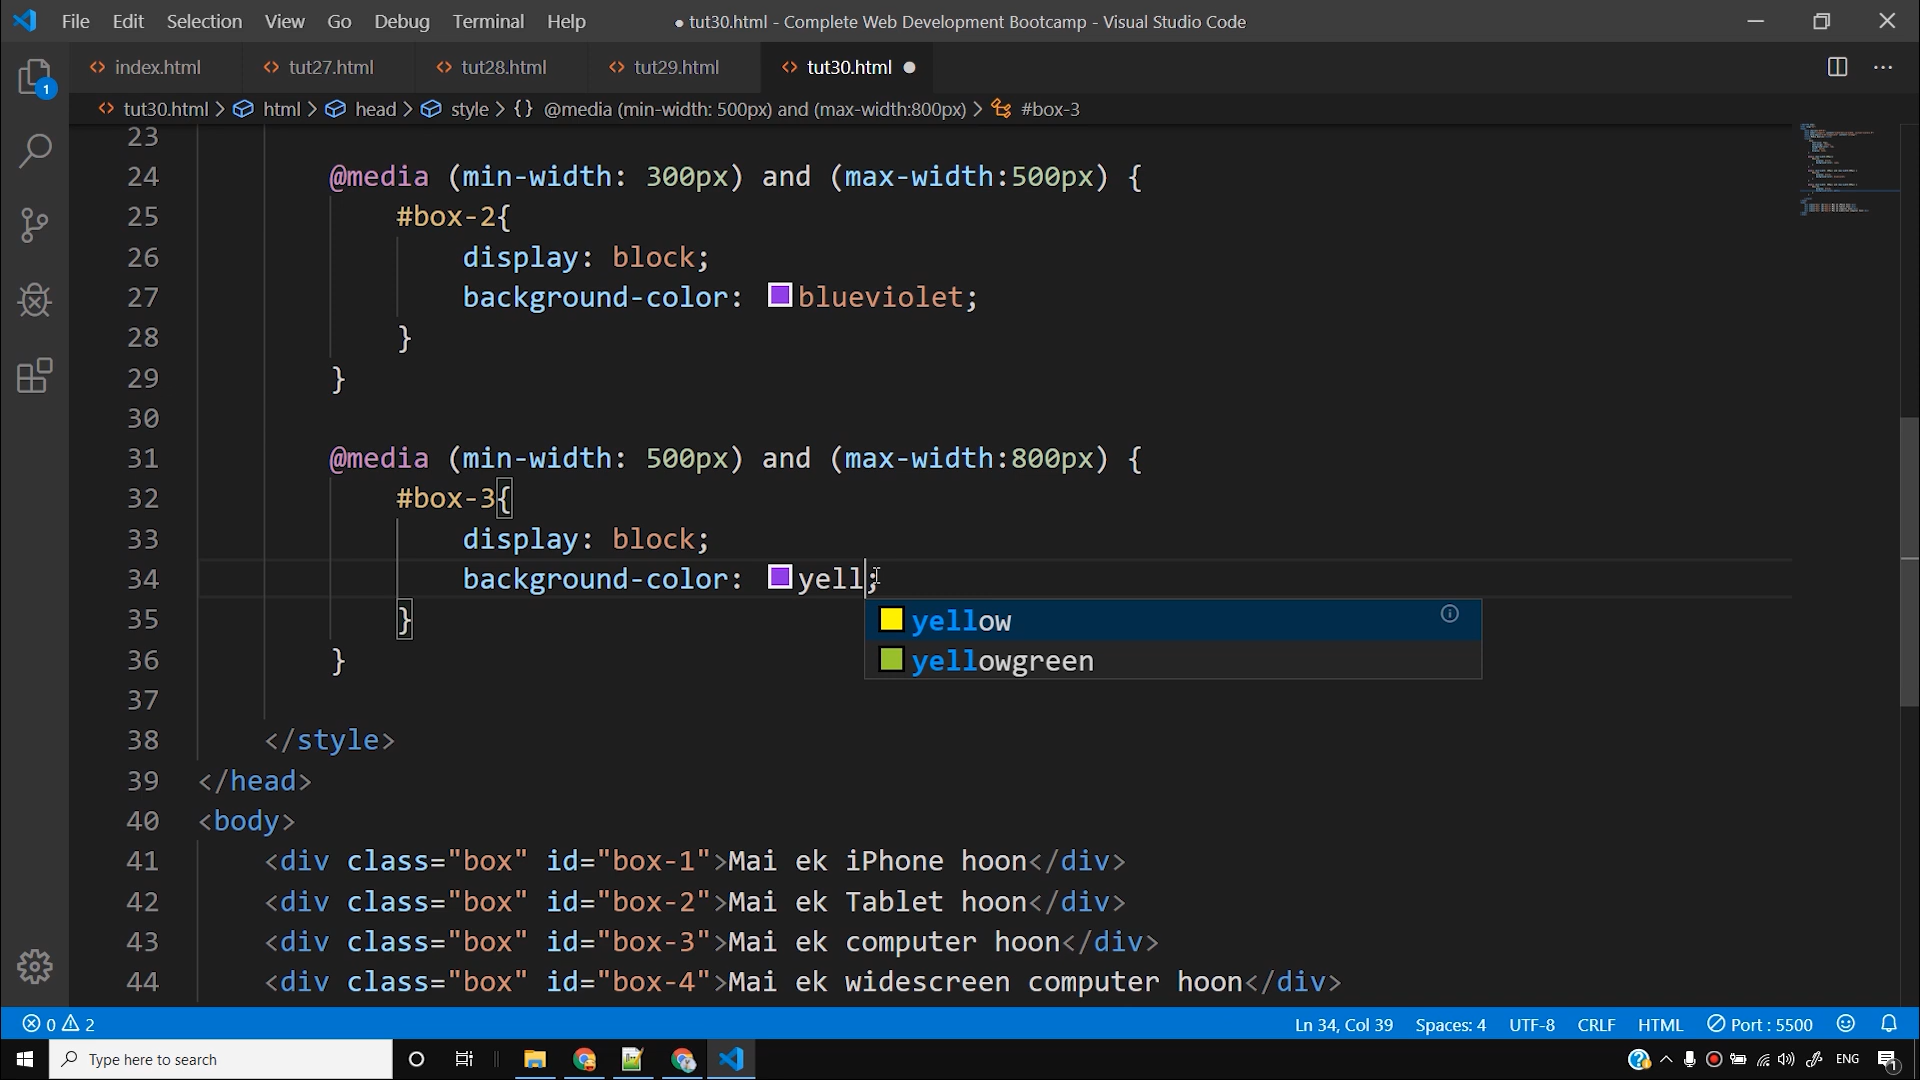 File Edit Selection View Go Debug Terminal Help
● tut30.html - Complete Web Development Bootcamp - Visual Studio Code
index.html tut27.html tut28.html tut29.html tut30.html
1
tut30.html > html > head > style > {} @media (min-width: 500px) and (max-width:800px) > #box-3
23
24 @media (min-width: 300px) and (max-width:500px) {
25 #box-2{
26 display: block;
27 background-color: blueviolet;
28 }
29 }
30
31 @media (min-width: 500px) and (max-width:800px) {
32 #box-3{
33 display: block;
34 background-color: yell;
yellow
yellowgreen
35 }
36 }
37
38 </style>
39 </head>
40 <body>
41 <div class="box" id="box-1">Mai ek iPhone hoon</div>
42 <div class="box" id="box-2">Mai ek Tablet hoon</div>
43 <div class="box" id="box-3">Mai ek computer hoon</div>
44 <div class="box" id="box-4">Mai ek widescreen computer hoon</div>
0 2 Ln 34, Col 39 Spaces: 4 UTF-8 CRLF HTML Port : 5500
Type here to search
ENG 1